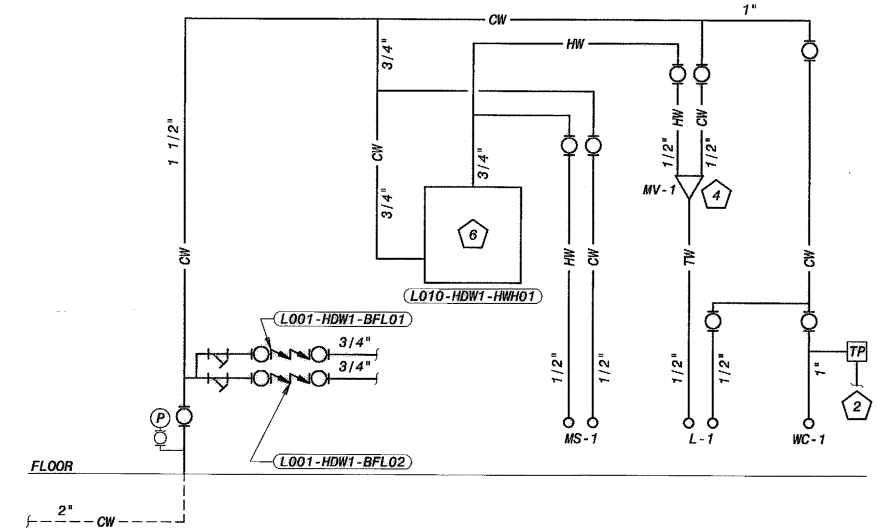 CW
1"
3/4"
HW
1 1/2"
CW
3/4"
3/4"
HW
CW
1/2"
1/2"
MV-1
4
6
CW
HW
CW
TW
CW
L010-HDW1-HWH01
L001-HDW1-BFL01
3/4"
3/4"
1/2"
1/2"
1/2"
1/2"
1"
TP
2
P
MS-1
L-1
WC-1
L001-HDW1-BFL02
FLOOR
2"
CW